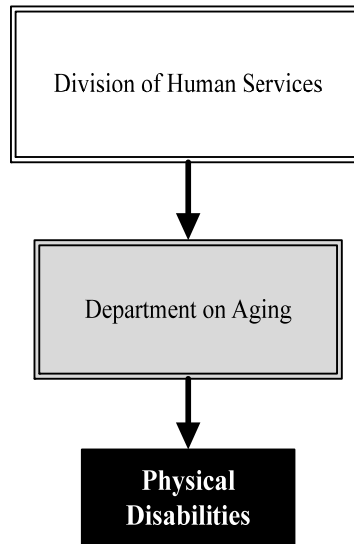 Division of Human Services
Department on Aging
Physical
Disabilities